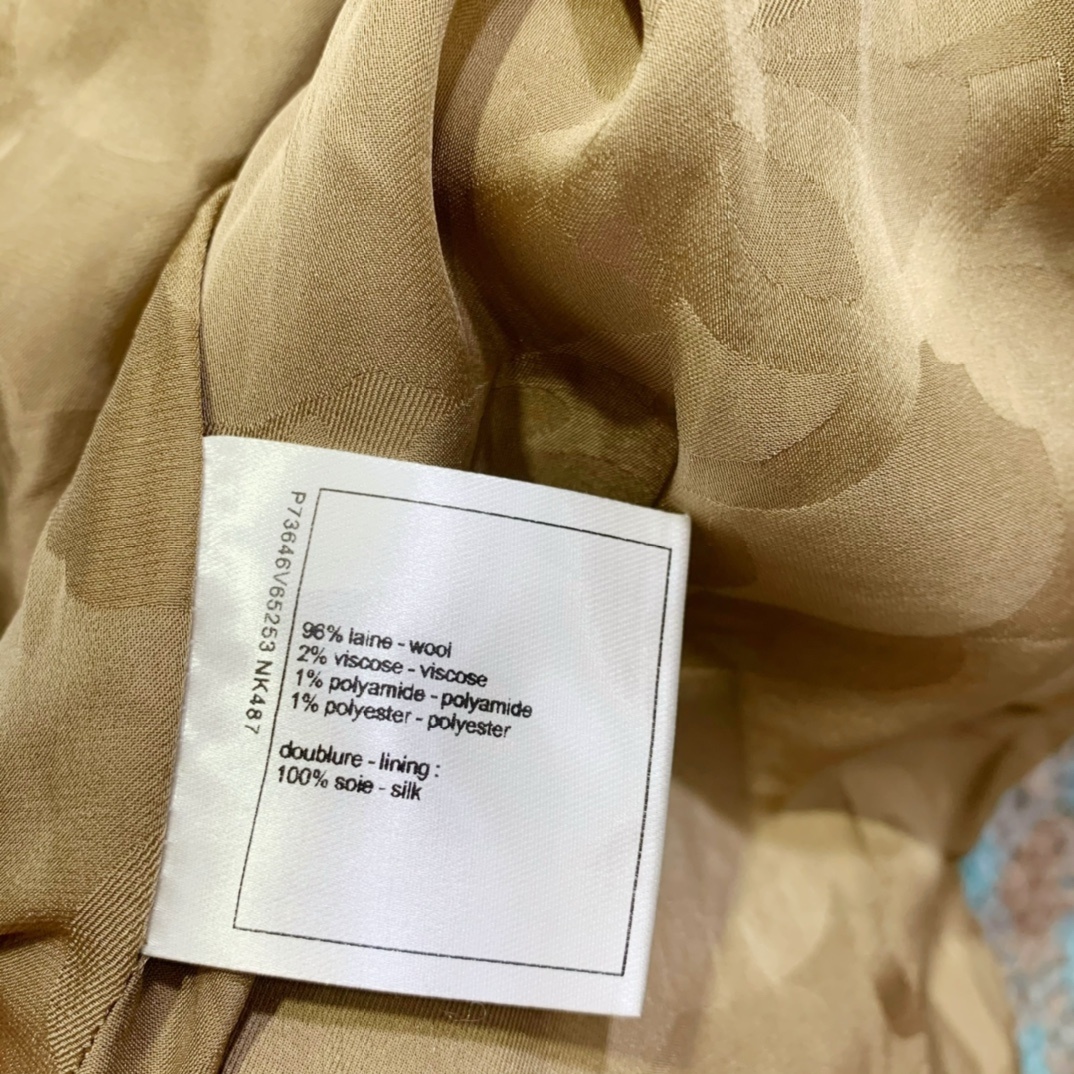 P73646V65253 NK487
96% laine - wool
2% viscose - viscose
1% polyamide - polyamide
1% polyester - polyester
doublure - lining :
100% soie - silk